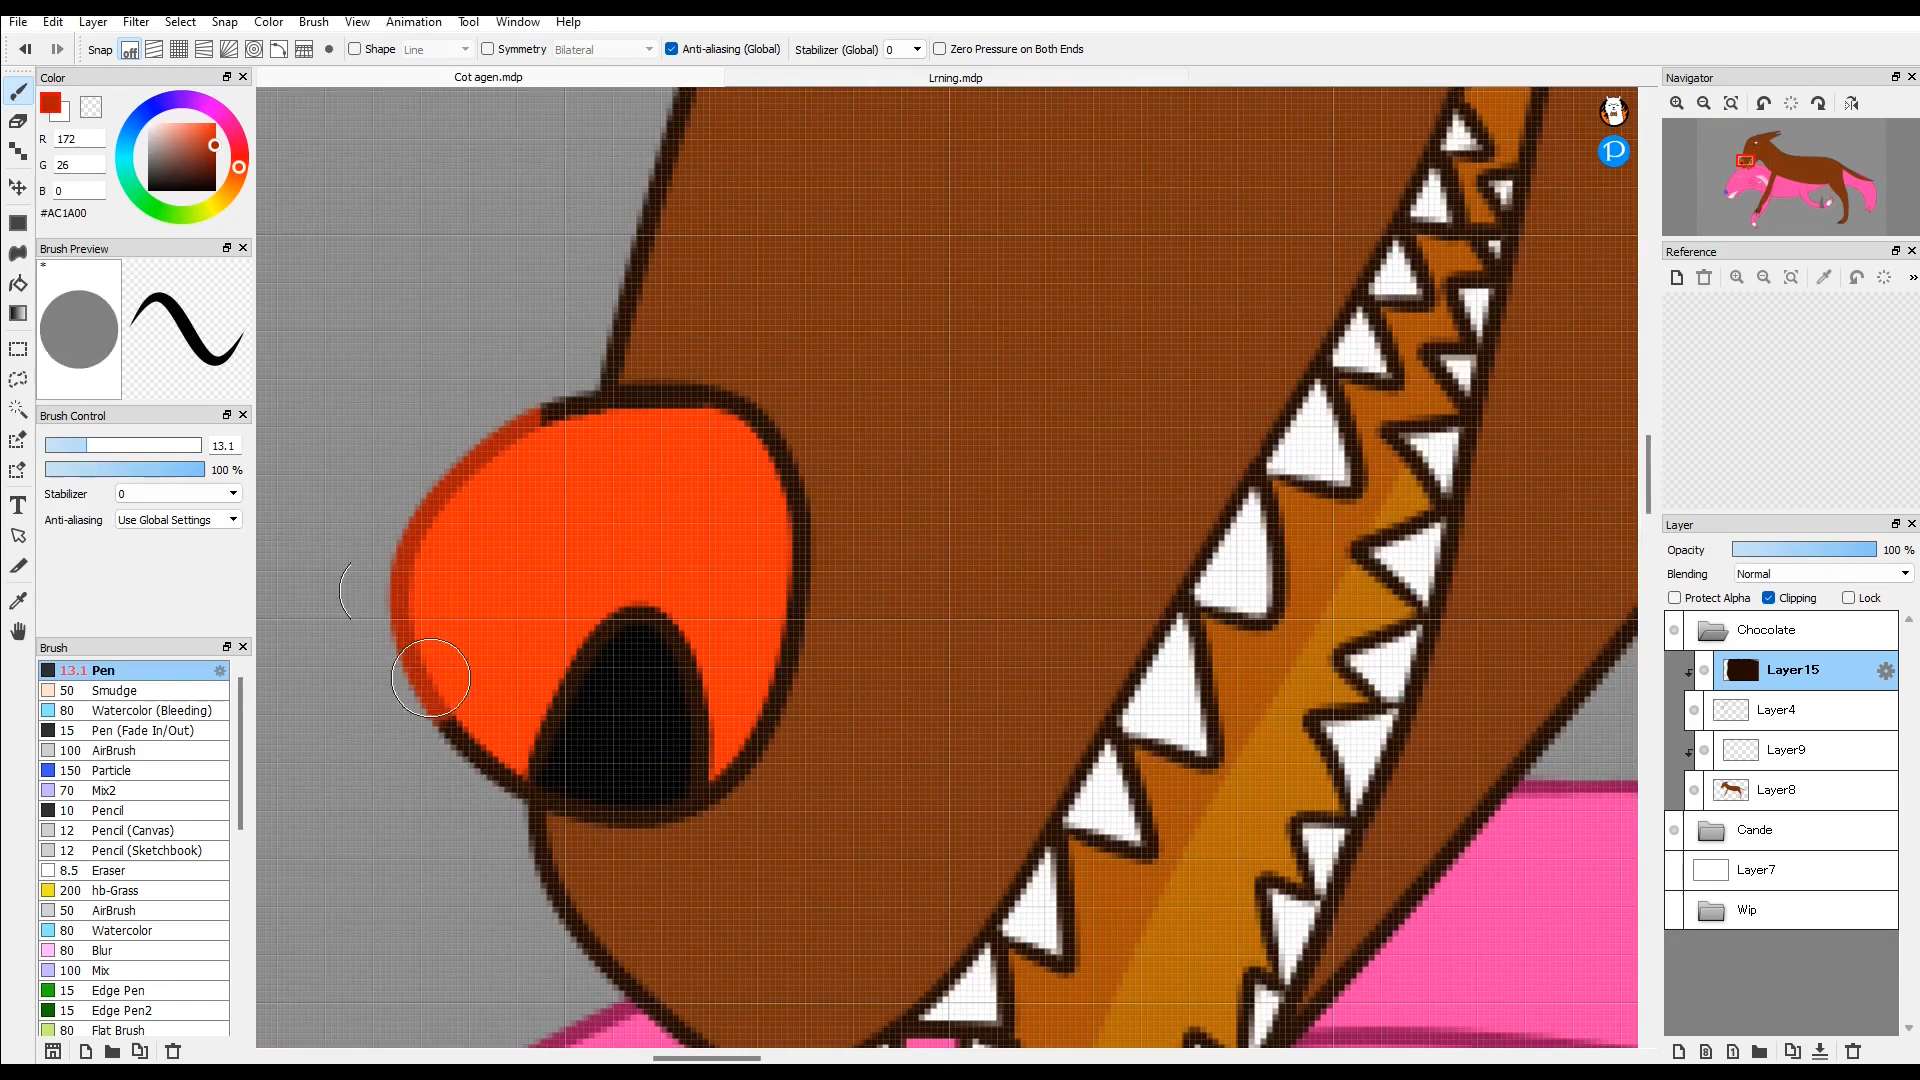 File Edit Layer Filter Select Snap Color Brush View Animation Tool Window Help
Snap off Shape Line Symmetry Bilateral Anti-aliasing (Global) Stabilizer (Global) 0 Zero Pressure on Both Ends
Color
R 172
G 26
B 0
#AC1A00
Brush Preview
*
Brush Control
13.1
100 %
Stabilizer 0
Anti-aliasing Use Global Settings
Brush
13.1 Pen
50 Smudge
80 Watercolor (Bleeding)
15 Pen (Fade In/Out)
100 AirBrush
150 Particle
70 Mix2
10 Pencil
12 Pencil (Canvas)
12 Pencil (Sketchbook)
8.5 Eraser
200 hb-Grass
50 AirBrush
80 Watercolor
80 Blur
100 Mix
15 Edge Pen
15 Edge Pen2
80 Flat Brush
T
Cot agen.mdp
Lrning.mdp
P
Navigator
Reference
»
Layer
Opacity 100 %
Blending Normal
Protect Alpha Clipping Lock
Chocolate
Layer15
Layer4
Layer9
Layer8
Cande
Layer7
Wip
8 1